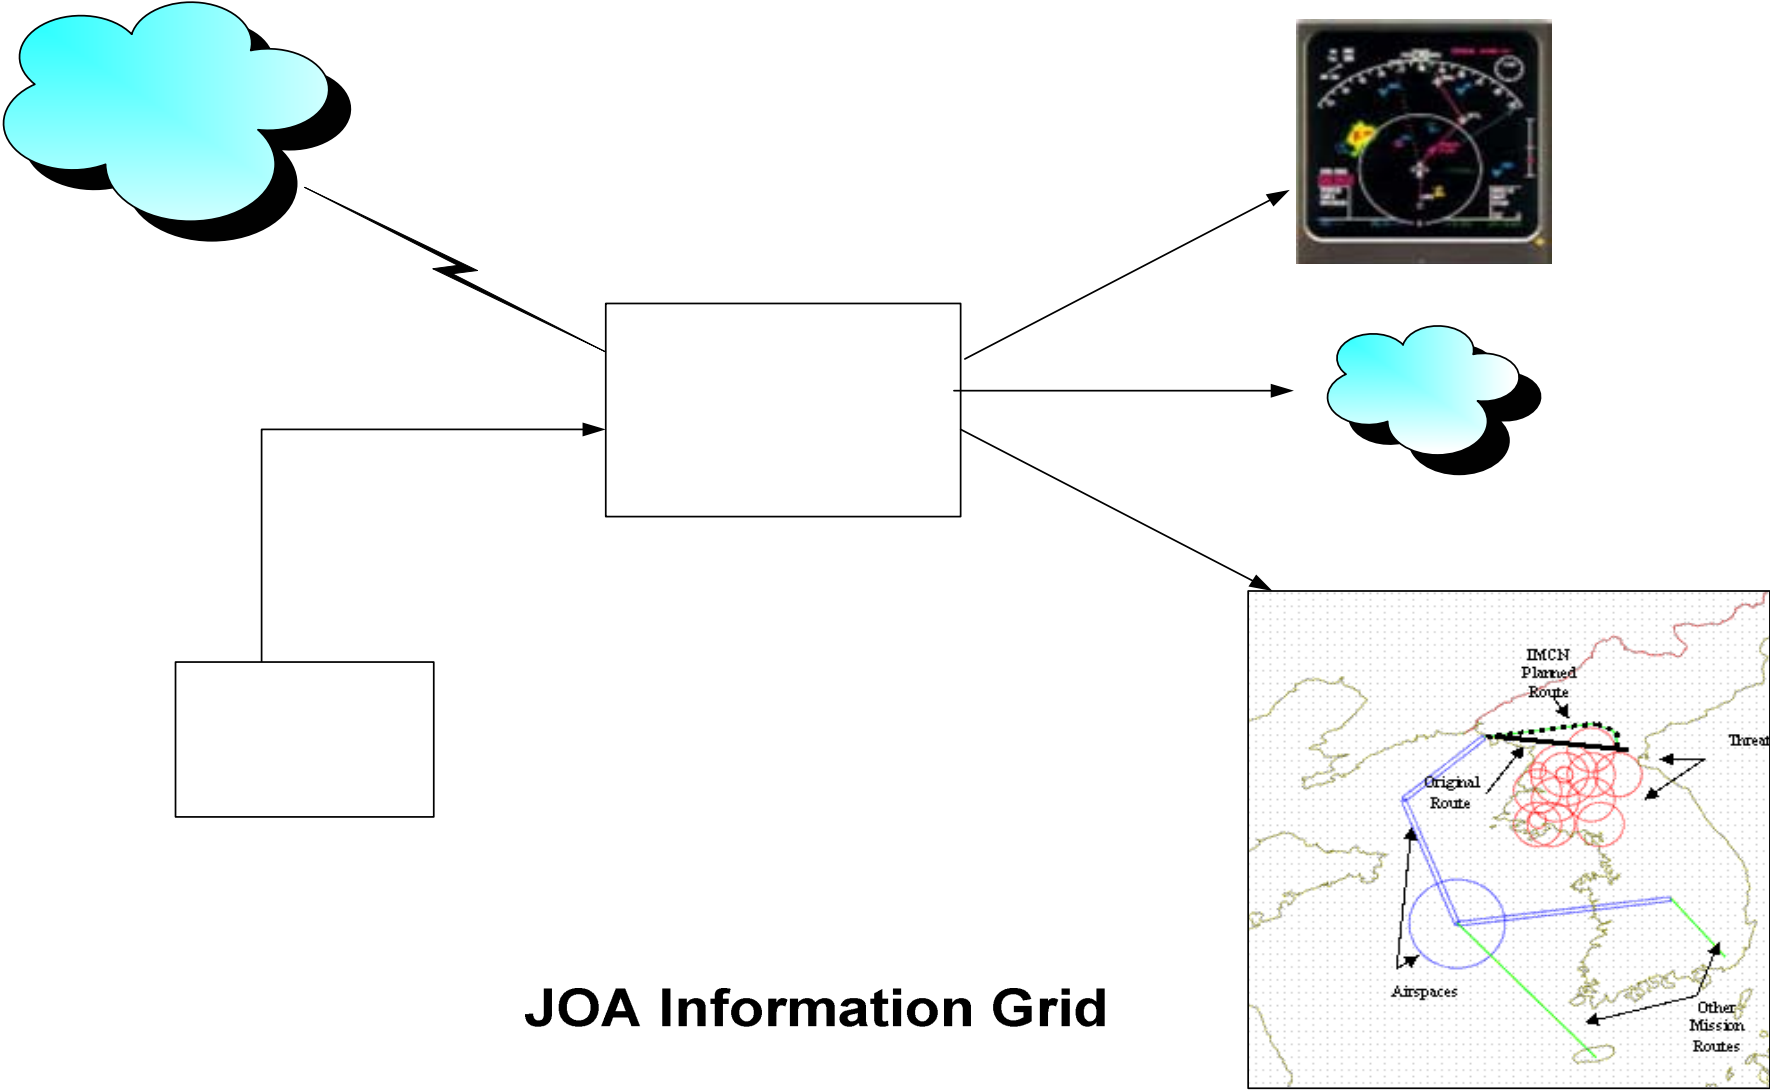 IMCN
Planned
Route
Threat
Original
Route
Airspaces
Other
Mission
Routes
JOA Information Grid